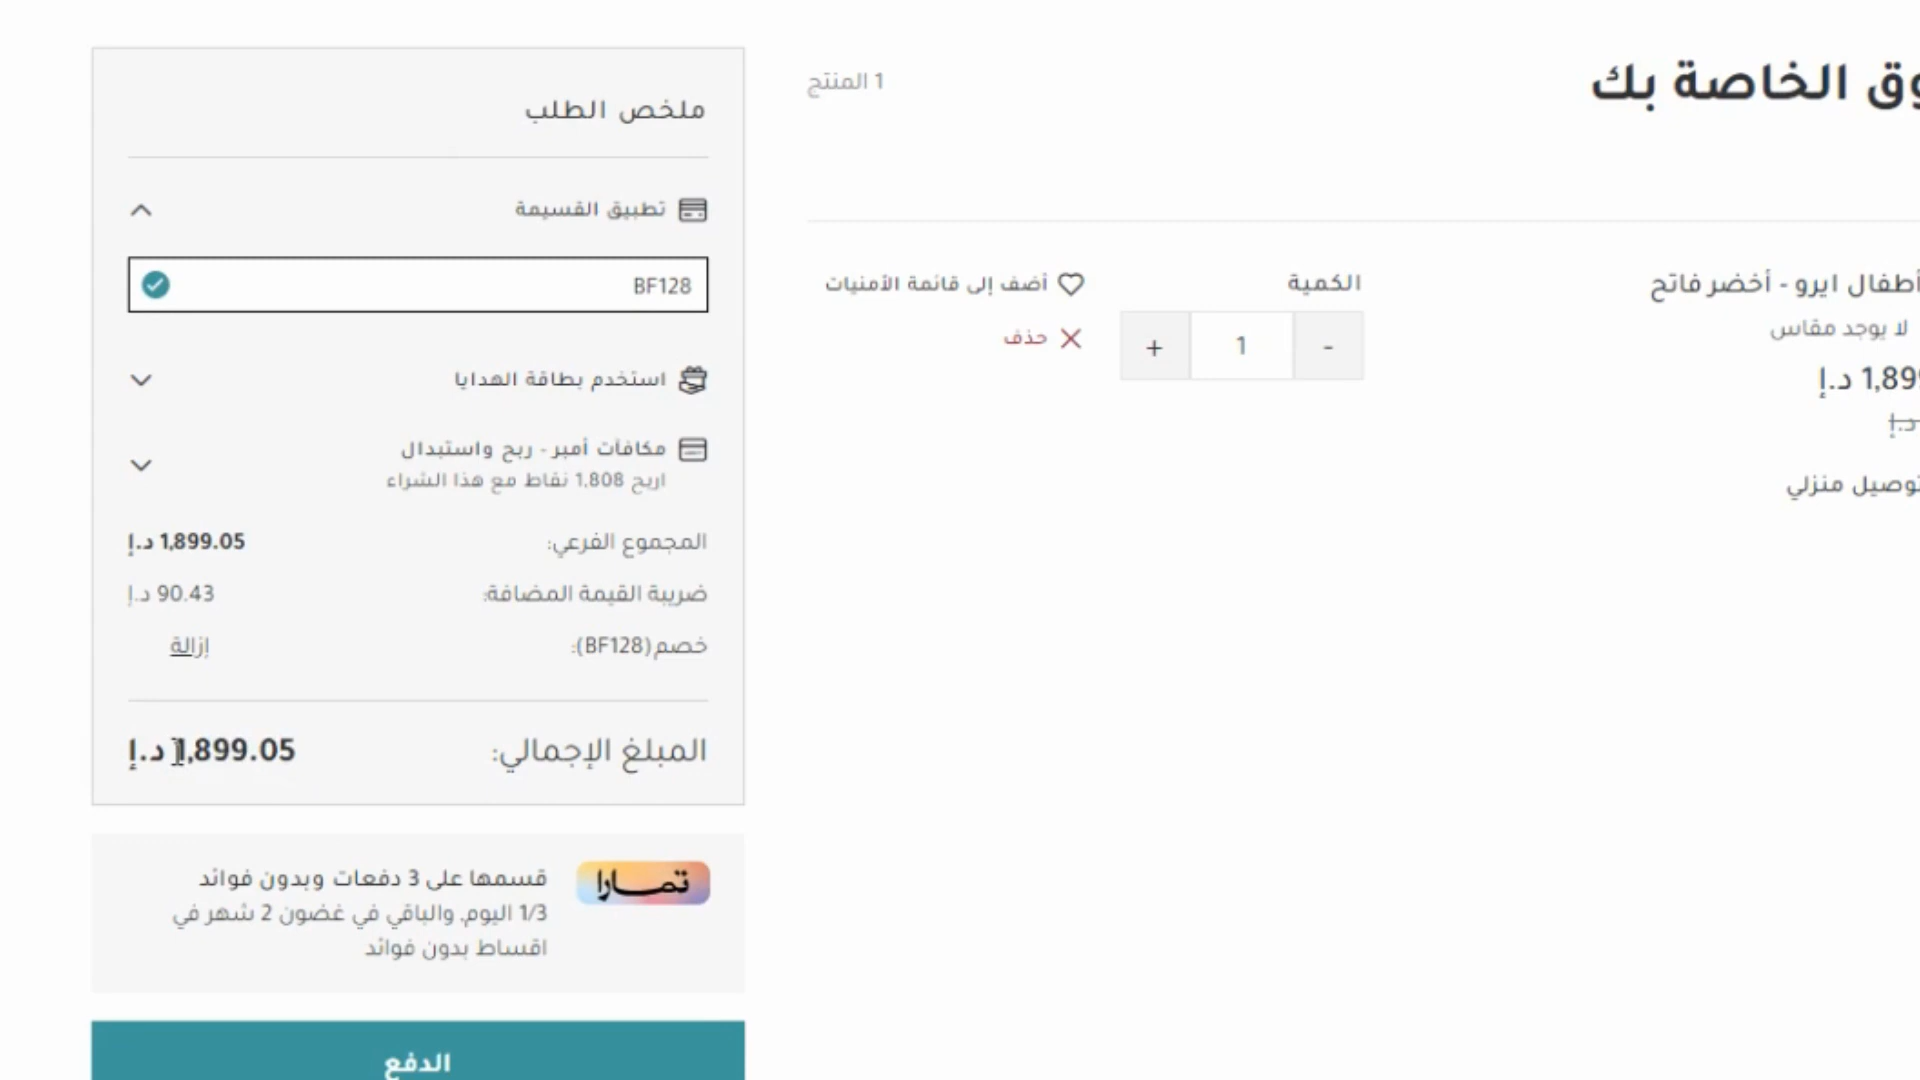 الخاصة بك
1 المنتج
أطفال ايرو - أخضر فاتح
لا يوجد مقاس
د.إ
د.إ
توصيل منزلي
الكمية
- 1 +
أضف إلى قائمة الأمنيات
حذف
ملخص الطلب
تطبيق القسيمة
BF128
استخدم بطاقة الهدايا
مكافآت أمبر - ربح واستبدال
اربح 1,808 نقاط مع هذا الشراء
المجموع الفرعي: 1,899.05 د.إ
ضريبة القيمة المضافة: 90.43 د.إ
خصم(BF128): إزالة
المبلغ الإجمالي: 1,899.05 د.إ
تمارا
قسمها على 3 دفعات وبدون فوائد
1/3 اليوم, والباقي في غضون 2 شهر في
اقساط بدون فوائد
الدفع